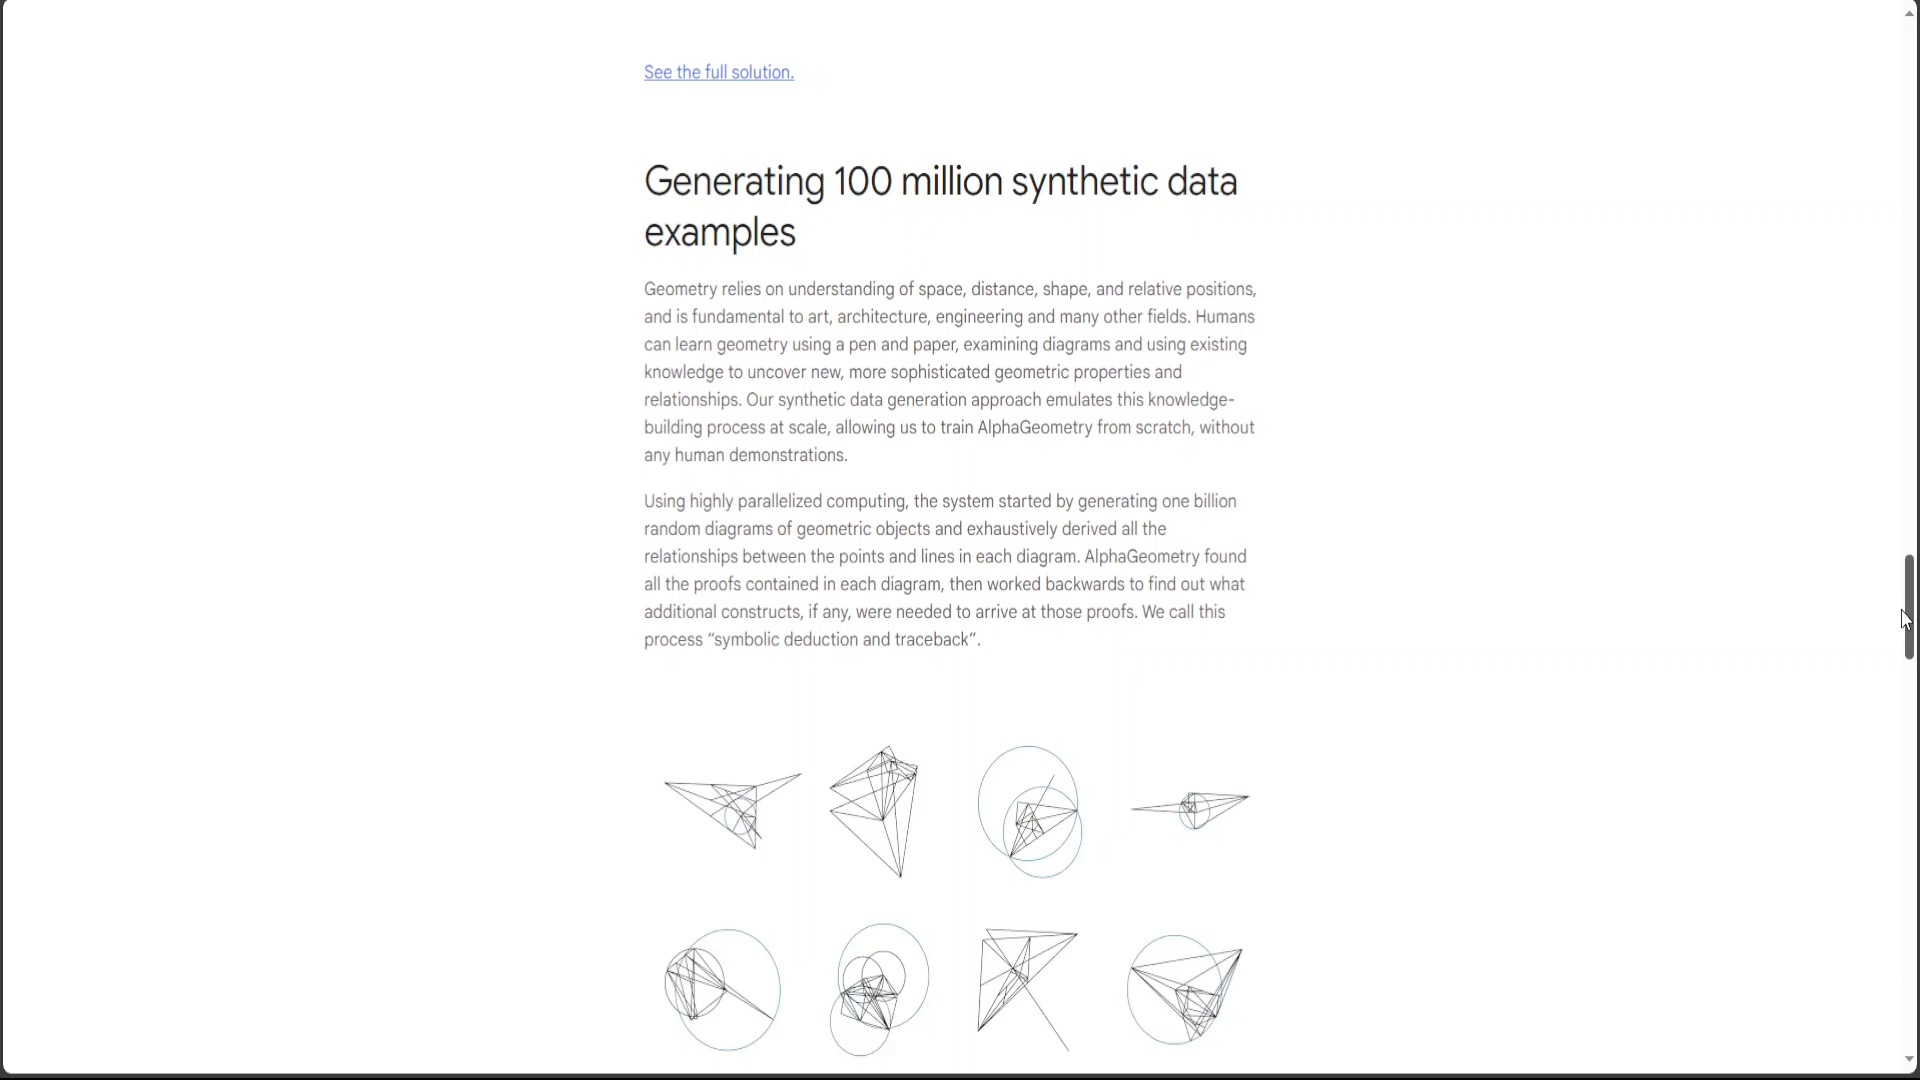 See the full solution.
Generating 100 million synthetic data
examples
Geometry relies on understanding of space, distance, shape, and relative positions,
and is fundamental to art, architecture, engineering and many other fields. Humans
can learn geometry using a pen and paper, examining diagrams and using existing
knowledge to uncover new, more sophisticated geometric properties and
relationships. Our synthetic data generation approach emulates this knowledge-
building process at scale, allowing us to train AlphaGeometry from scratch, without
any human demonstrations.
Using highly parallelized computing, the system started by generating one billion
random diagrams of geometric objects and exhaustively derived all the
relationships between the points and lines in each diagram. AlphaGeometry found
all the proofs contained in each diagram, then worked backwards to find out what
additional constructs, if any, were needed to arrive at those proofs. We call this
process “symbolic deduction and traceback”.